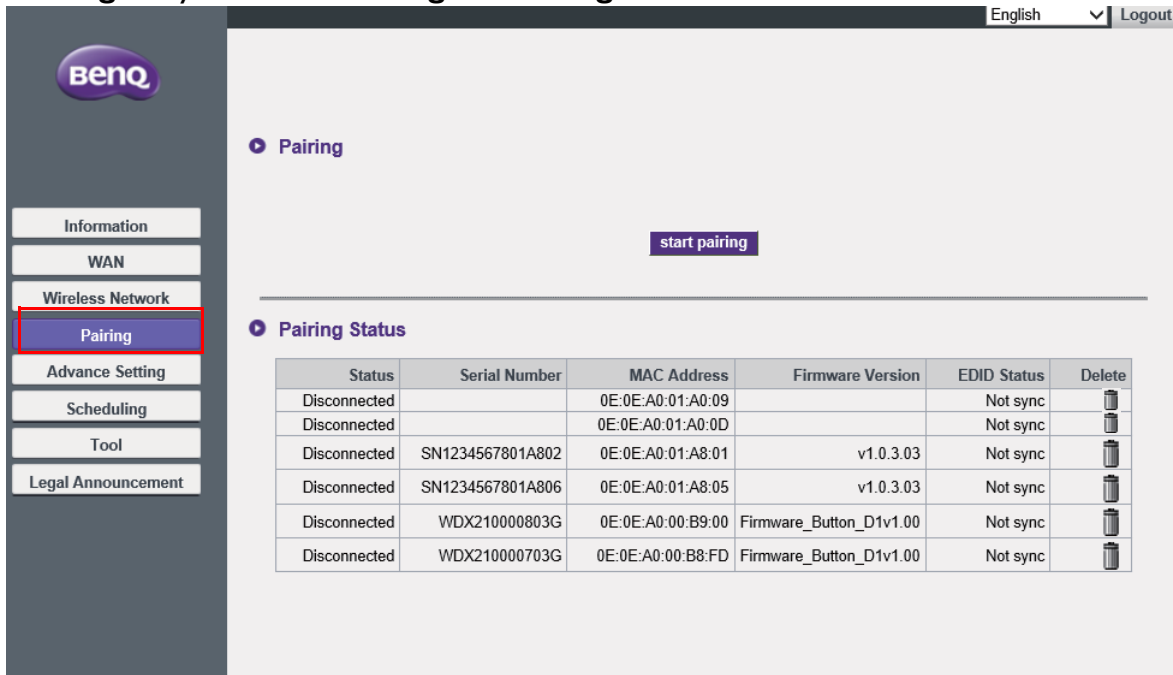 English Logout
BenQ
Pairing
Information
start pairing
WAN
Wireless Network
Pairing
Pairing Status
Advance Setting
Scheduling
Tool
Legal Announcement
Status Serial Number MAC Address Firmware Version EDID Status Delete
Disconnected 0E:0E:A0:01:A0:09 Not sync
Disconnected 0E:0E:A0:01:A0:0D Not sync
Disconnected SN1234567801A802 0E:0E:A0:01:A8:01 v1.0.3.03 Not sync
Disconnected SN1234567801A806 0E:0E:A0:01:A8:05 v1.0.3.03 Not sync
Disconnected WDX210000803G 0E:0E:A0:00:B9:00 Firmware_Button_D1v1.00 Not sync
Disconnected WDX210000703G 0E:0E:A0:00:B8:FD Firmware_Button_D1v1.00 Not sync